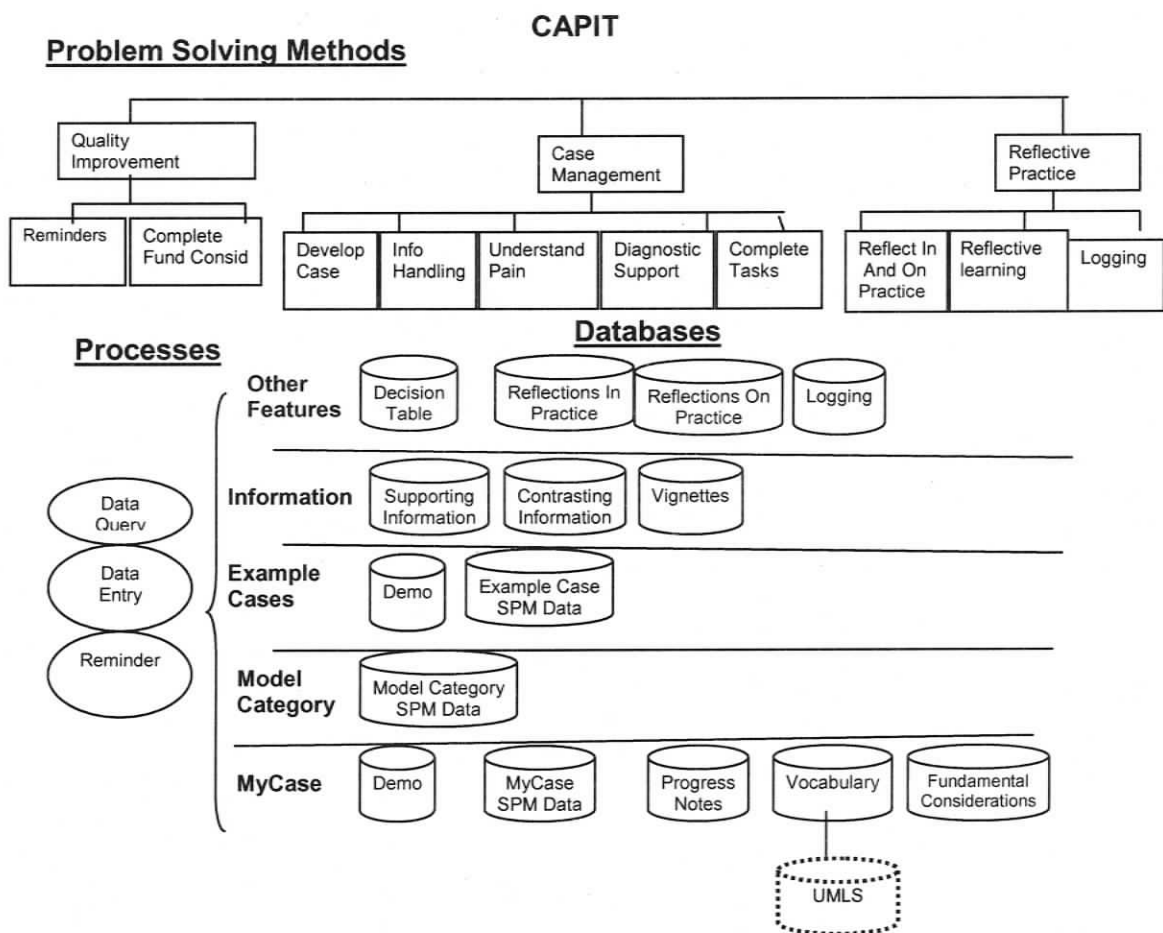 CAPIT
Problem Solving Methods
Quality
Improvement
Case
Management
Reflective
Practice
Reminders
Complete
Fund Consid
Develop
Case
Info
Handling
Understand
Pain
Diagnostic
Support
Complete
Tasks
Reflect In
And On
Practice
Reflective
learning
Logging
Processes
Databases
Other
Features
Decision
Table
Reflections In
Practice
Reflections On
Practice
Logging
Data
Query
Data
Entry
Reminder
Information
Supporting
Information
Contrasting
Information
Vignettes
Example
Cases
Demo
Example Case
SPM Data
Model
Category
Model Category
SPM Data
MyCase
Demo
MyCase
SPM Data
Progress
Notes
Vocabulary
Fundamental
Considerations
UMLS